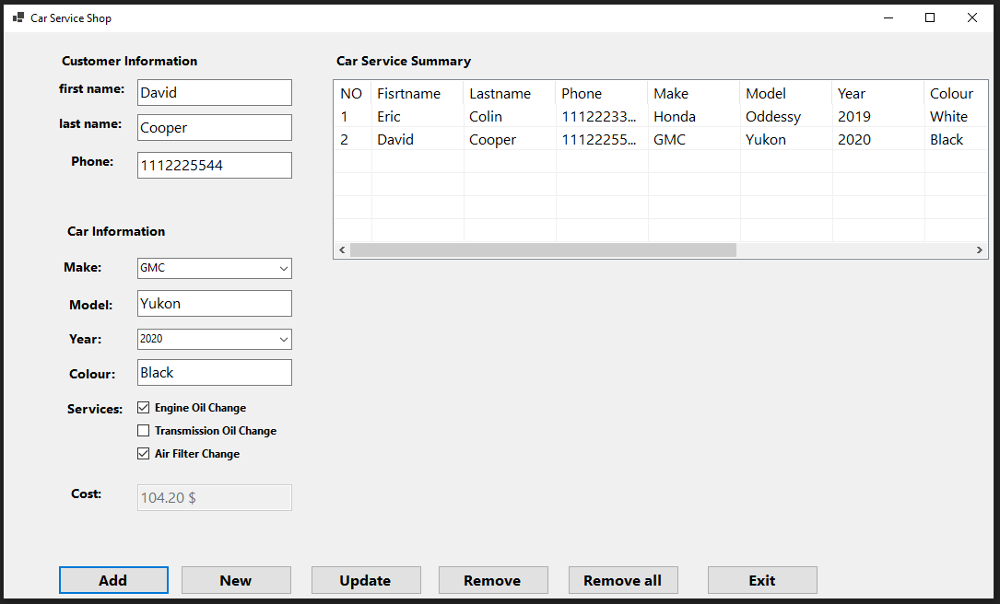 Car Service Shop
Customer Information
first name: David
last name: Cooper
Phone: 1112225544
Car Information
Make: GMC
Model: Yukon
Year: 2020
Colour: Black
Services: Engine Oil Change
Transmission Oil Change
Air Filter Change
Cost: 104.20 $
Car Service Summary
NO Fisrtname Lastname Phone Make Model Year Colour
1 Eric Colin 11122233... Honda Oddessy 2019 White
2 David Cooper 11122255... GMC Yukon 2020 Black
Add New Update Remove Remove all Exit